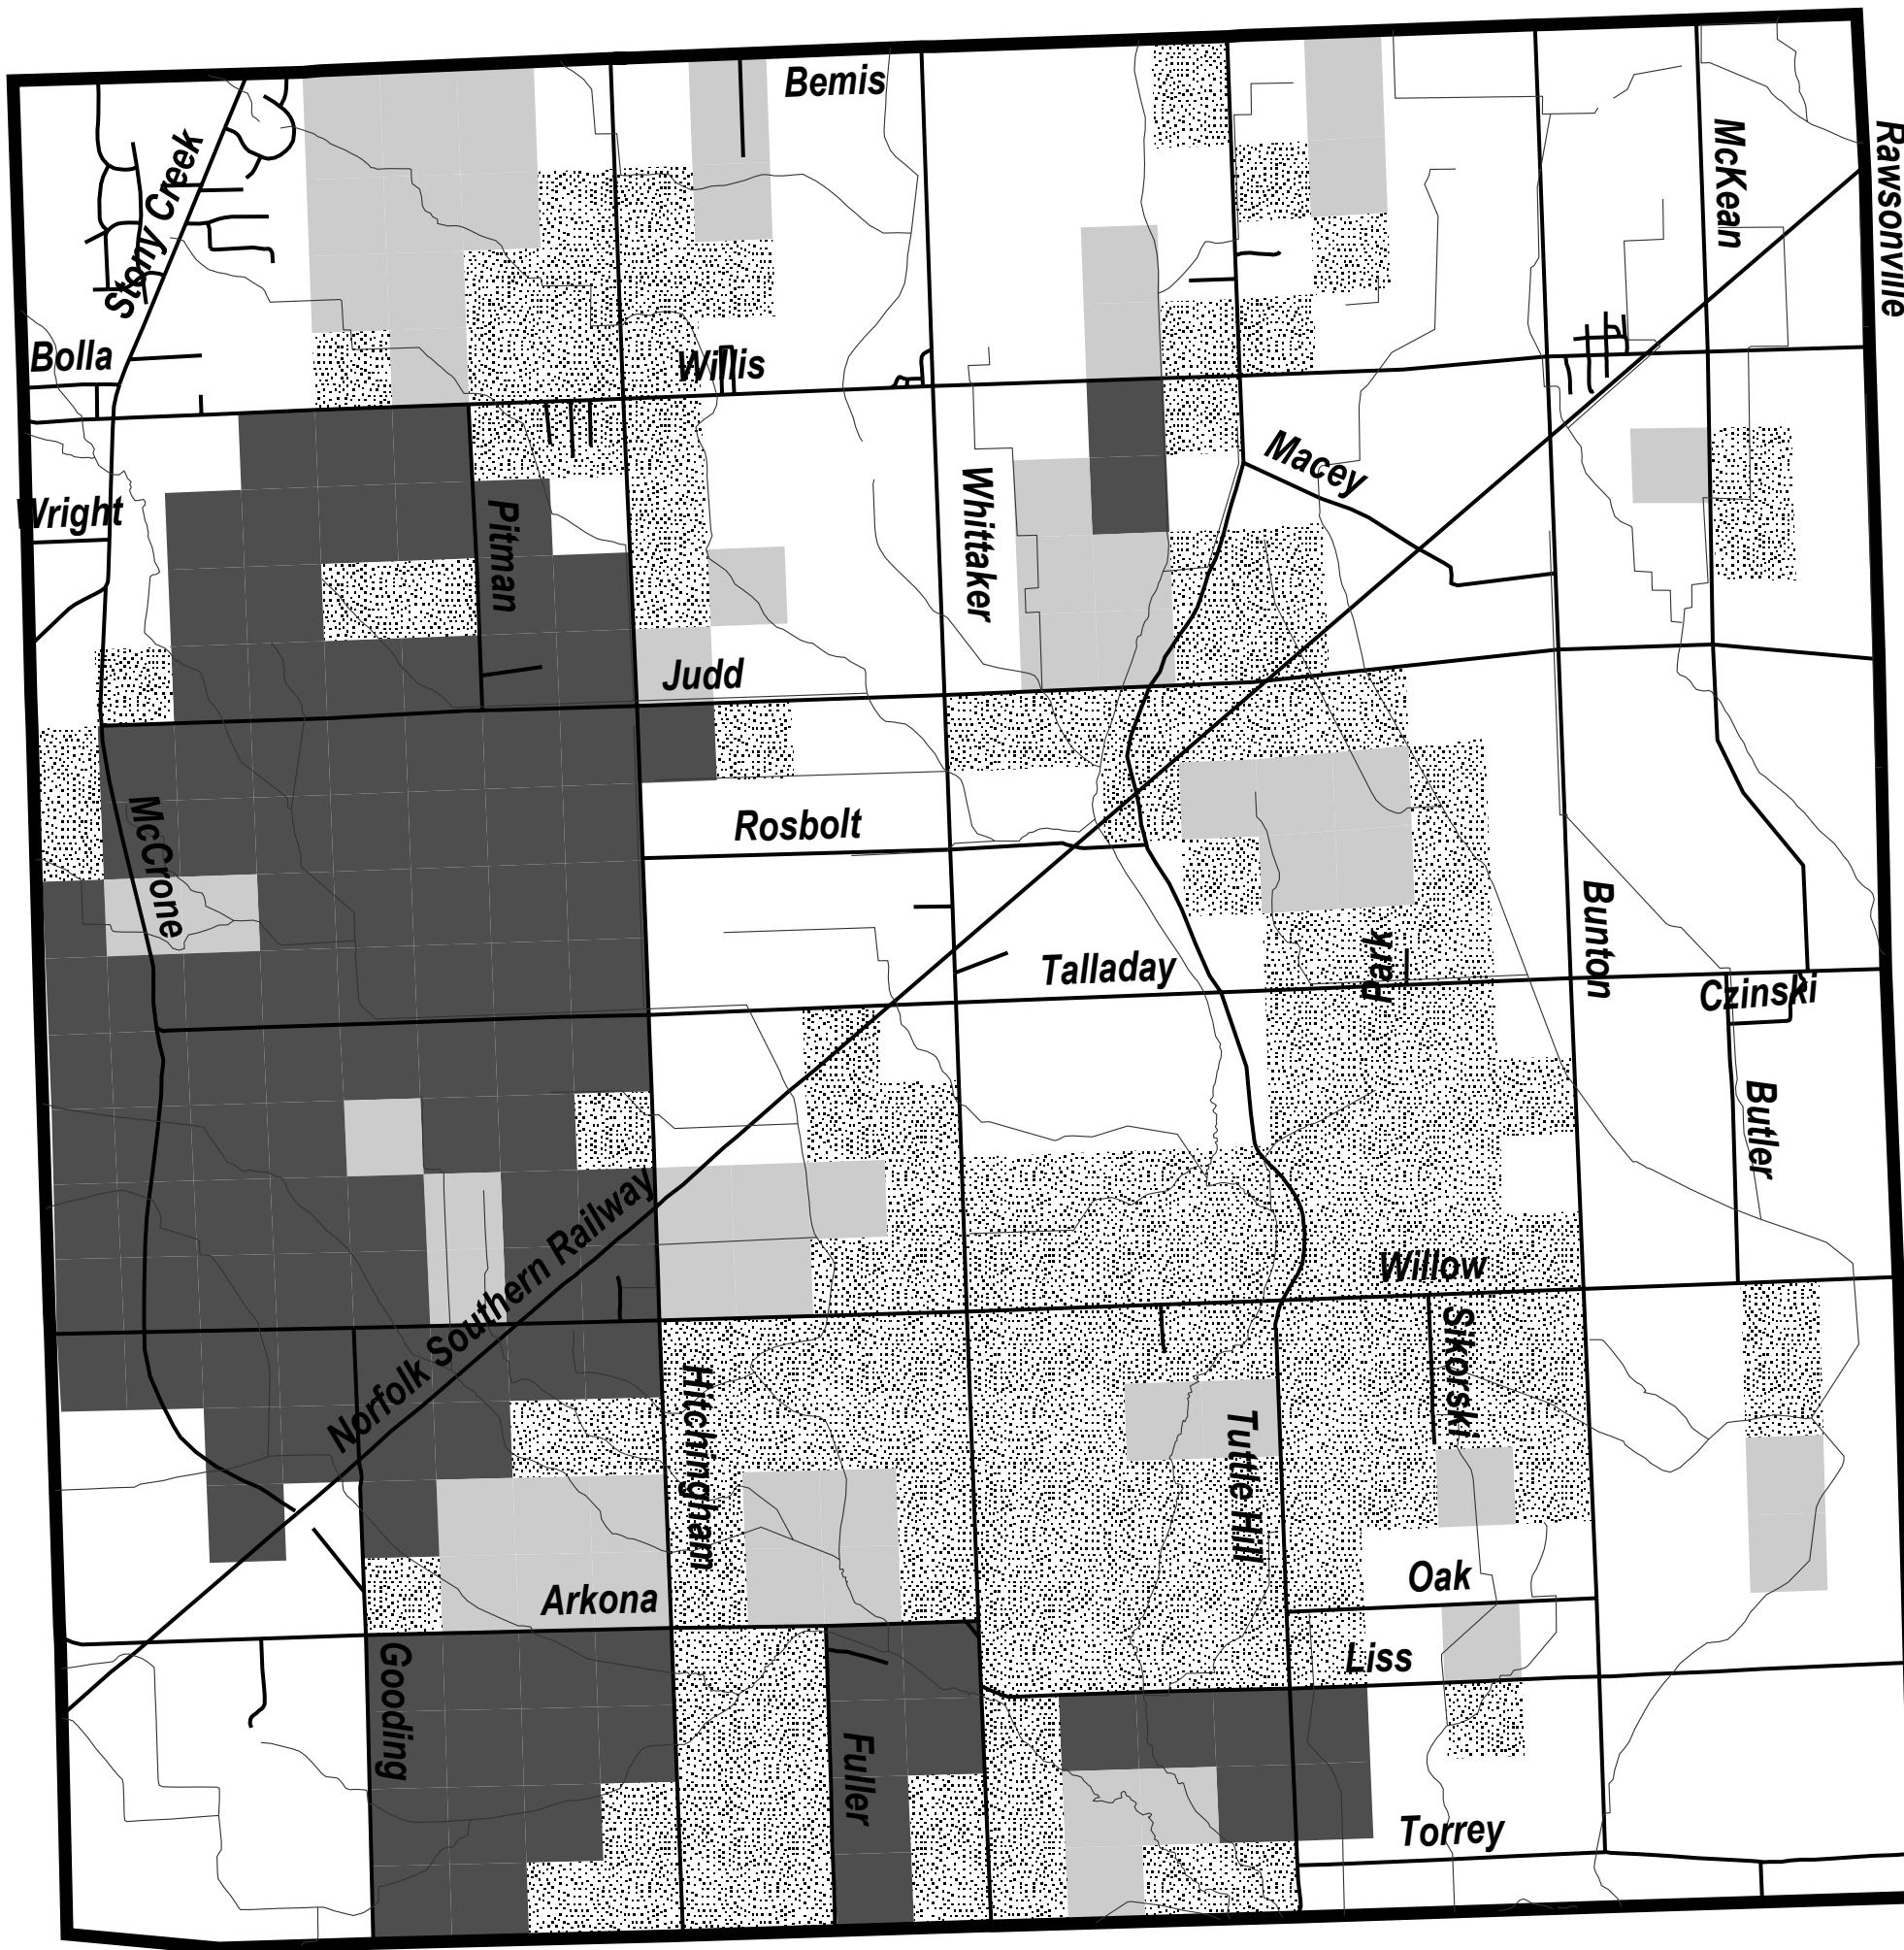 Bemis
Rawsonville
McKean
Stony Creek
Bolla
Willis
Macey
Whittaker
Wright
Pitman
Judd
Rosbolt
McCrone
Bunton
Park
Talladay
Czinski
Butler
Norfolk Southern Railway
Willow
Sikorski
Hitchingham
Tuttle Hill
Oak
Arkona
Liss
Gooding
Fuller
Torrey